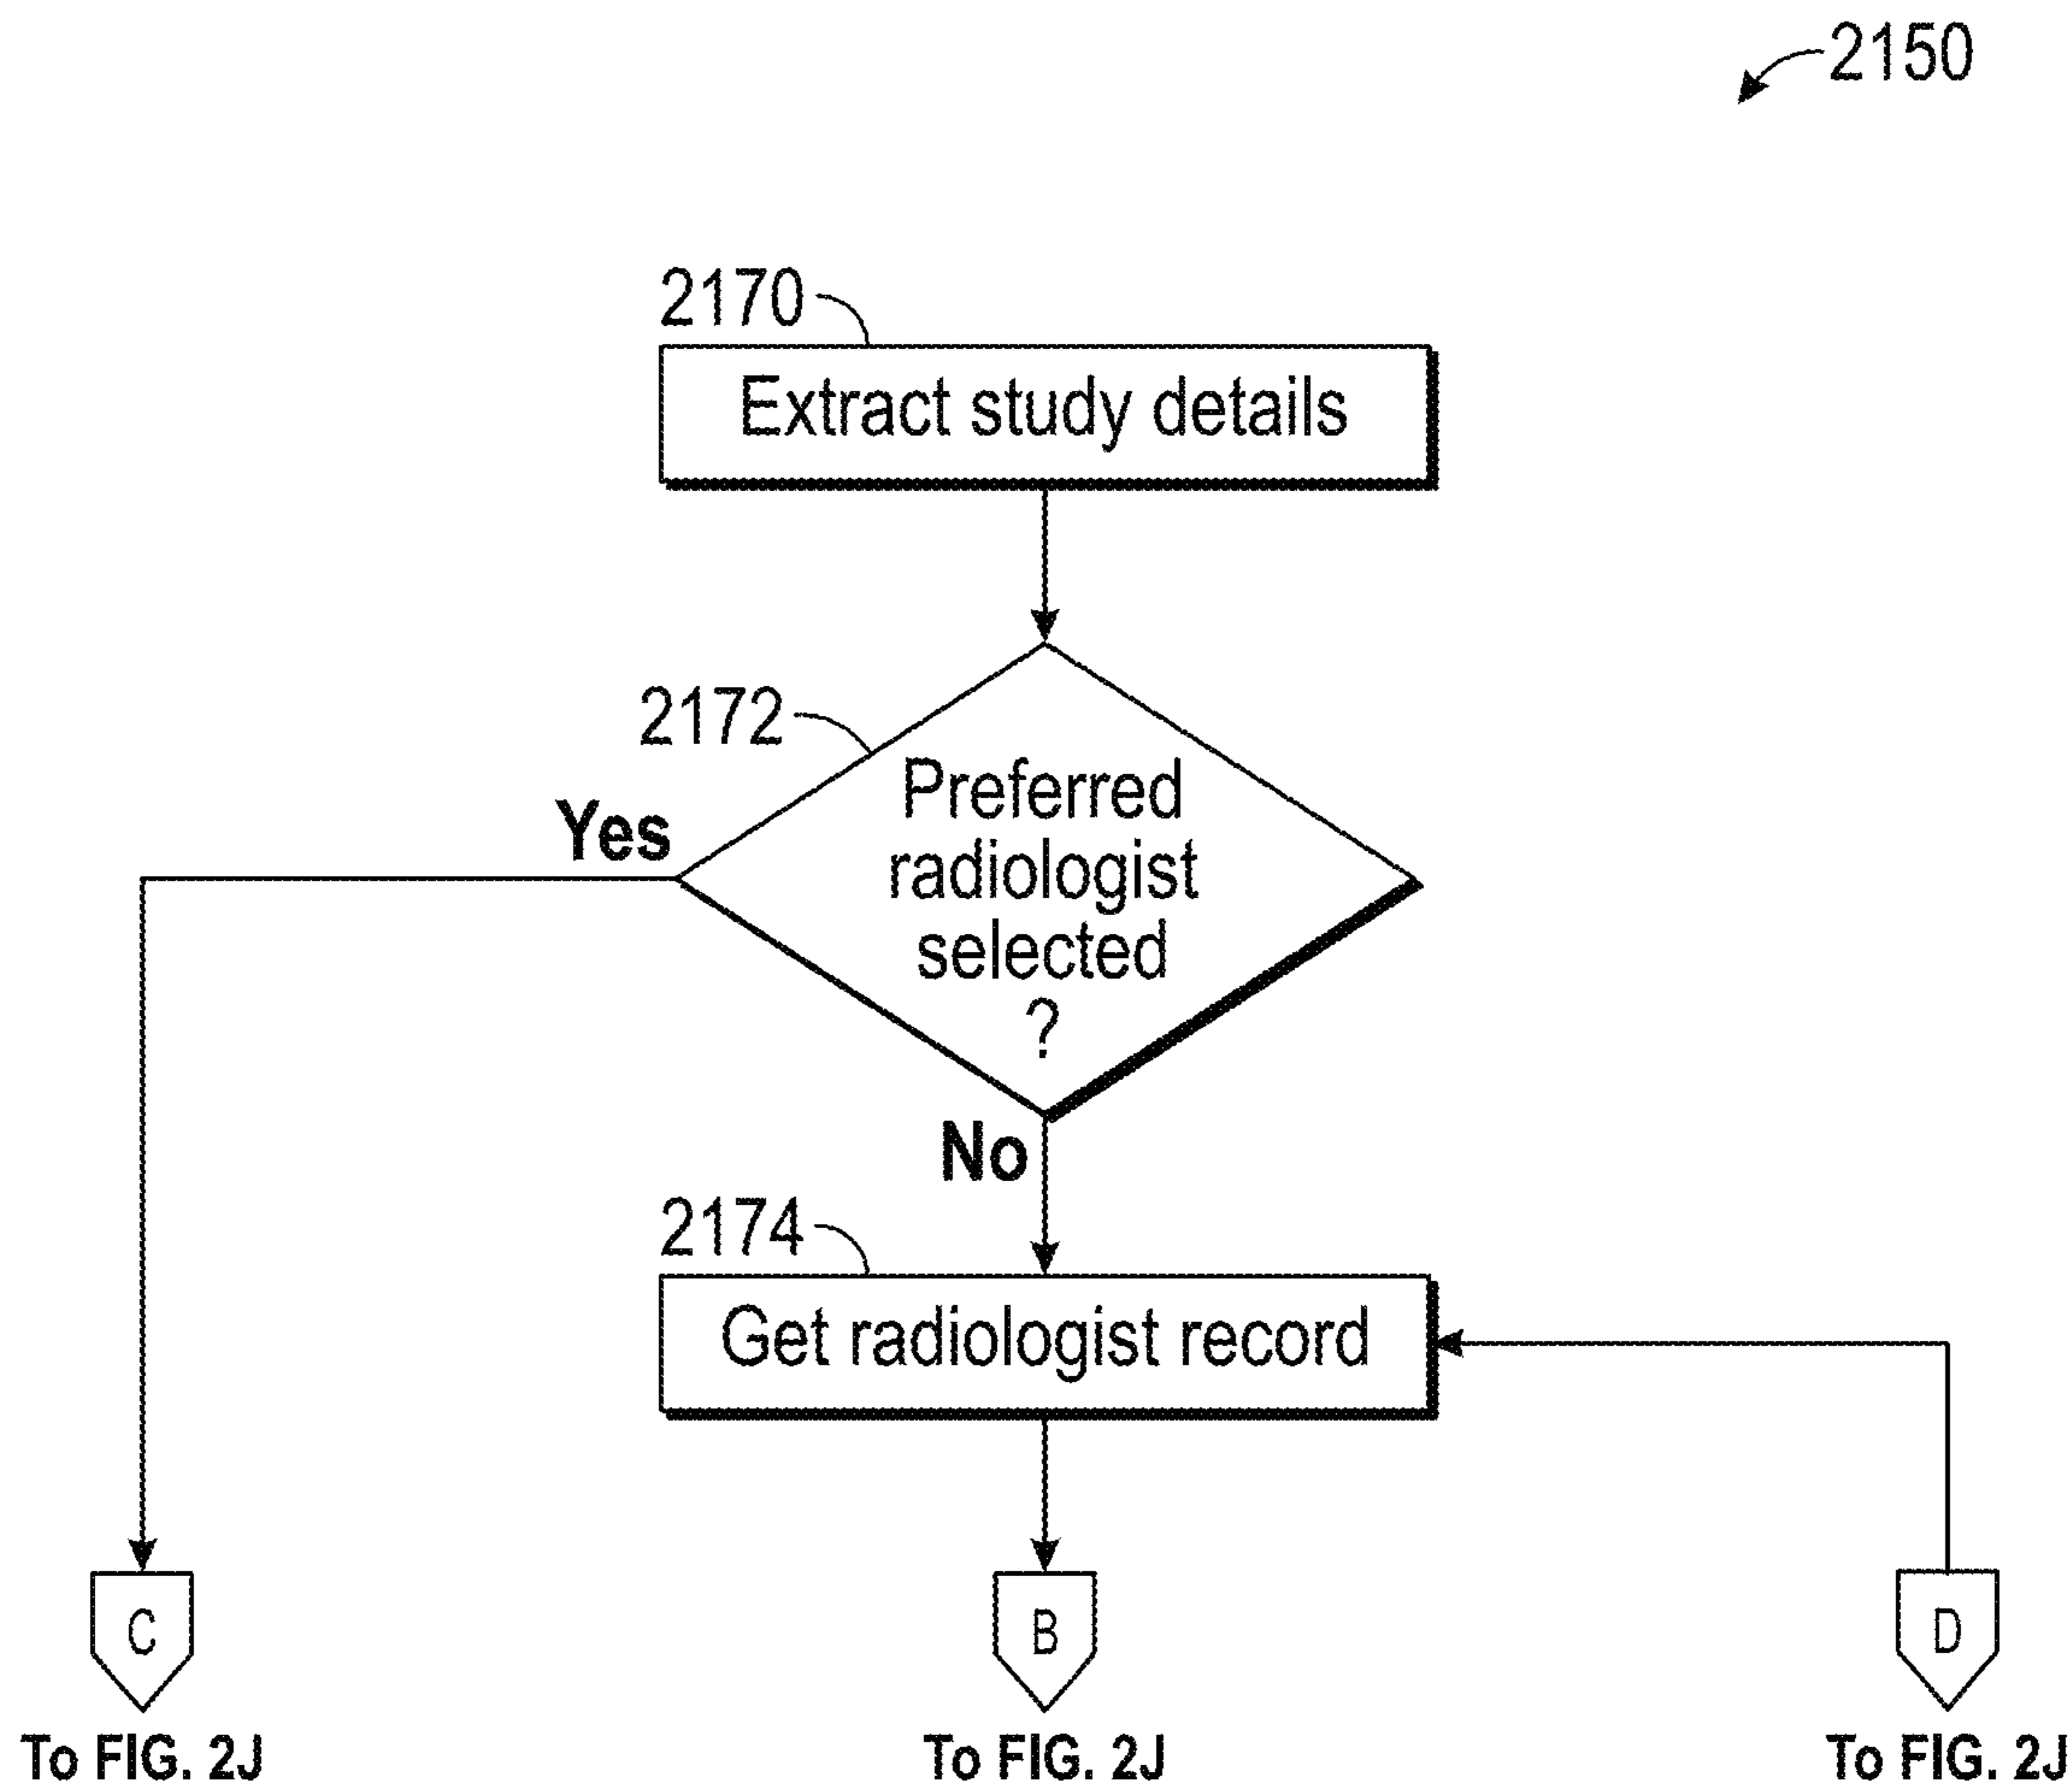 2150
2170
Extract study details
2172
Preferred
radiologist
selected
?
Yes
No
2174
Get radiologist record
C
B
D
To FIG. 2J
To FIG. 2J
To FIG. 2J